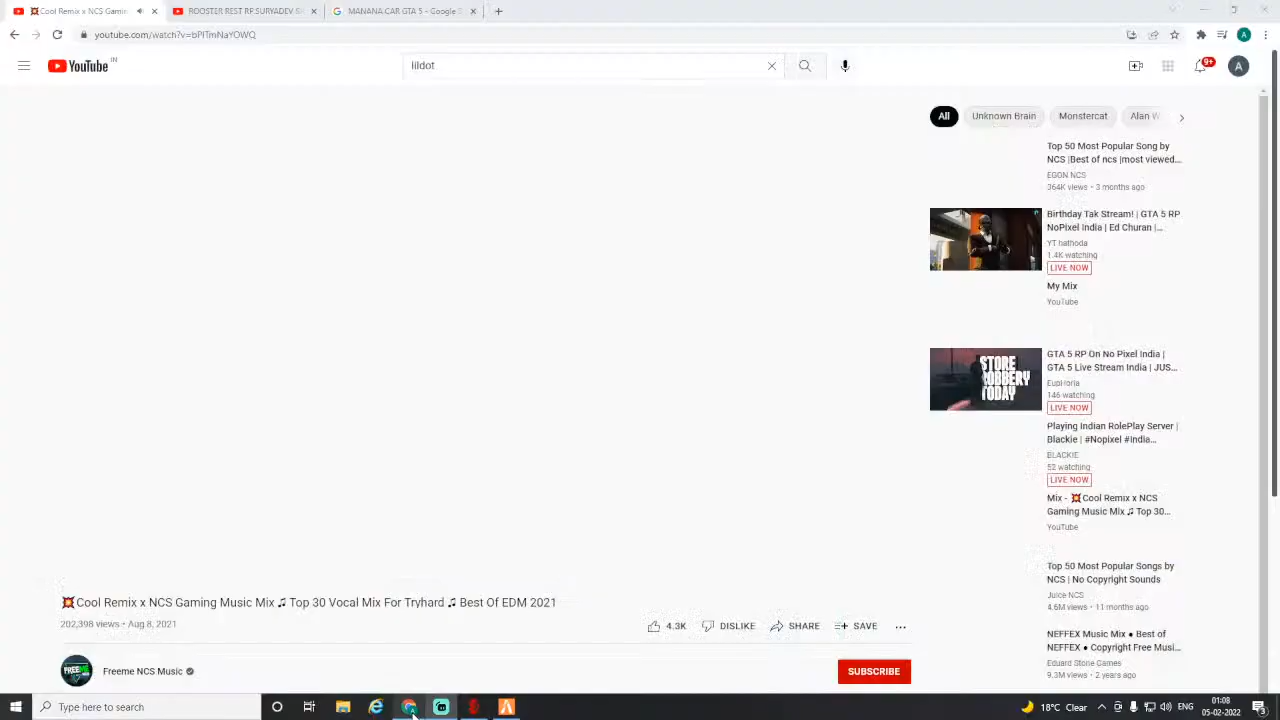 💥Cool Remix x NCS Gamin
ROOSTER REST RP SURYADEV S
MANANA CAR GTA 5 - Google S
youtube.com/watch?v=bPITmNaYOWQ
YouTube IN
lildot
9+
A
All
Unknown Brain
Monstercat
Alan W
Top 50 Most Popular Song by
NCS |Best of ncs |most viewed...
EGON NCS
364K views • 3 months ago
Birthday Tak Stream! | GTA 5 RP
NoPixel India | Ed Churan |...
YT hathoda
1.4K watching
LIVE NOW
My Mix
YouTube
STORE
ROBBERY
TODAY
GTA 5 RP On No Pixel India |
GTA 5 Live Stream India | JUS...
EupHoria
146 watching
LIVE NOW
Playing Indian RolePlay Server |
Blackie | #Nopixel #India...
BLACKIE
52 watching
LIVE NOW
Mix - 💥Cool Remix x NCS
Gaming Music Mix ♫ Top 30...
YouTube
Top 50 Most Popular Songs by
NCS | No Copyright Sounds
Juice NCS
4.6M views • 11 months ago
NEFFEX Music Mix ● Best of
NEFFEX ● Copyright Free Musi...
Eduard Stone Games
9.3M views • 2 years ago
💥Cool Remix x NCS Gaming Music Mix ♫ Top 30 Vocal Mix For Tryhard ♫ Best Of EDM 2021
202,398 views • Aug 8, 2021
4.3K
DISLIKE
SHARE
SAVE
FREEME
Freeme NCS Music
SUBSCRIBE
Type here to search
18°C Clear
ENG
01:08
05-02-2022
3